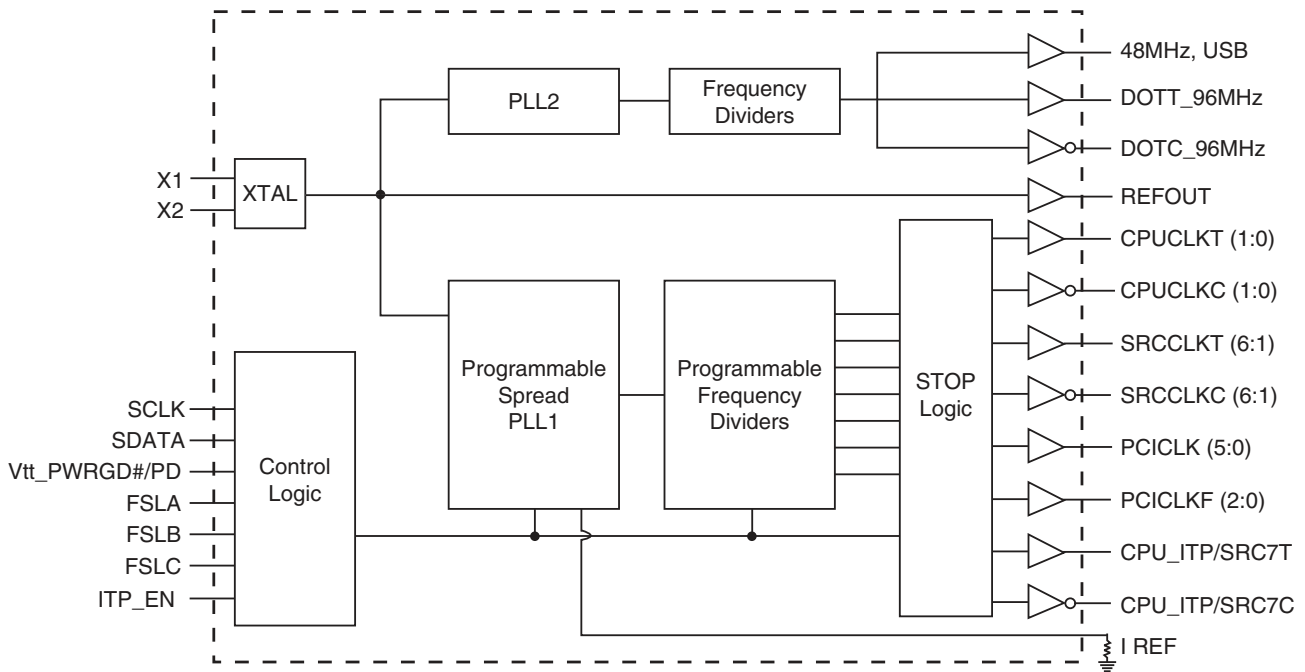 48MHz, USB
PLL2
Frequency
Dividers
DOTT_96MHz
DOTC_96MHz
X1
X2
XTAL
REFOUT
CPUCLKT (1:0)
CPUCLKC (1:0)
SRCCLKT (6:1)
SRCCLKC (6:1)
PCICLK (5:0)
PCICLKF (2:0)
CPU_ITP/SRC7T
CPU_ITP/SRC7C
I REF
Programmable
Spread
PLL1
Programmable
Frequency
Dividers
STOP
Logic
SCLK
SDATA
Vtt_PWRGD#/PD
FSLA
FSLB
FSLC
ITP_EN
Control
Logic